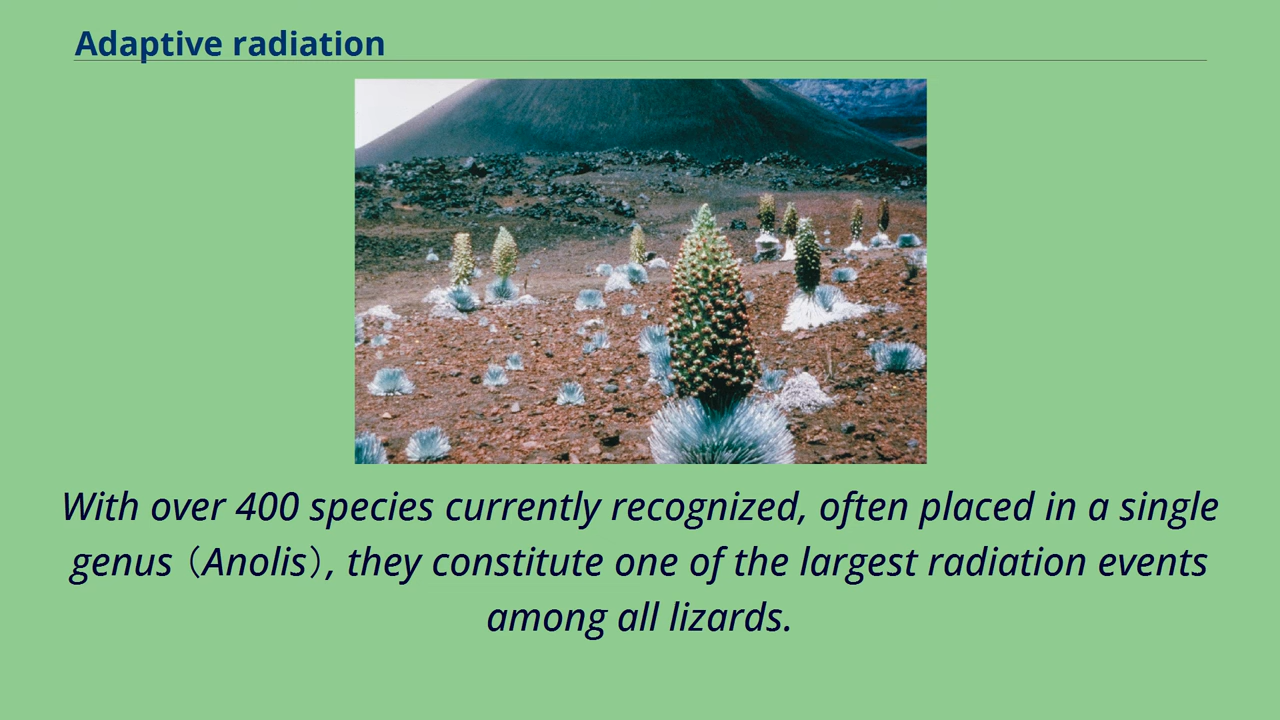 Adaptive radiation
With over 400 species currently recognized, often placed in a single
genus（Anolis）, they constitute one of the largest radiation events
among all lizards.